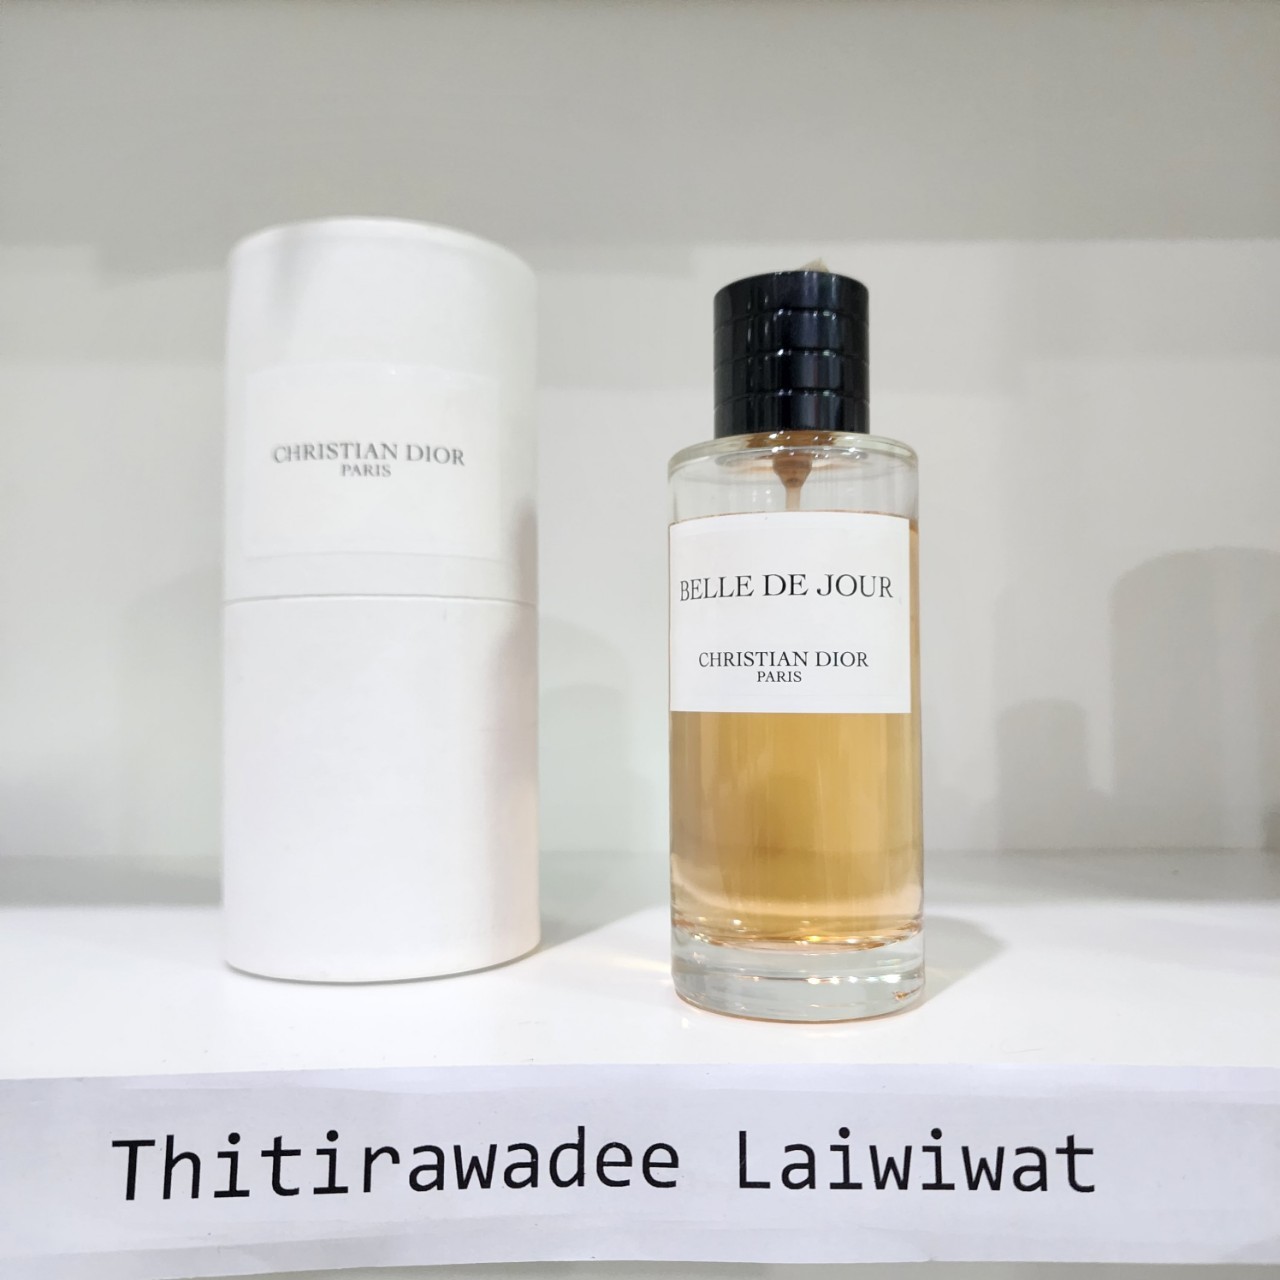 CHRISTIAN DIOR
PARIS
BELLE DE JOUR
CHRISTIAN DIOR
PARIS
Thitirawadee Laiwiwat